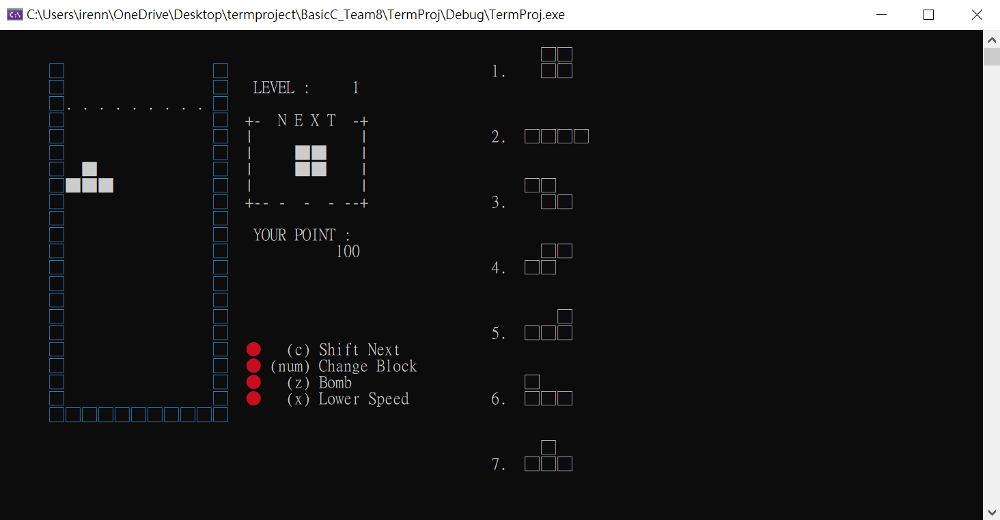 C:\Users\irenn\OneDrive\Desktop\termproject\BasicC_Team8\TermProj\Debug\TermProj.exe
LEVEL : 1
N E X T
YOUR POINT :
100
(c) Shift Next
(num) Change Block
(z) Bomb
(x) Lower Speed
1.
2.
3.
4.
5.
6.
7.